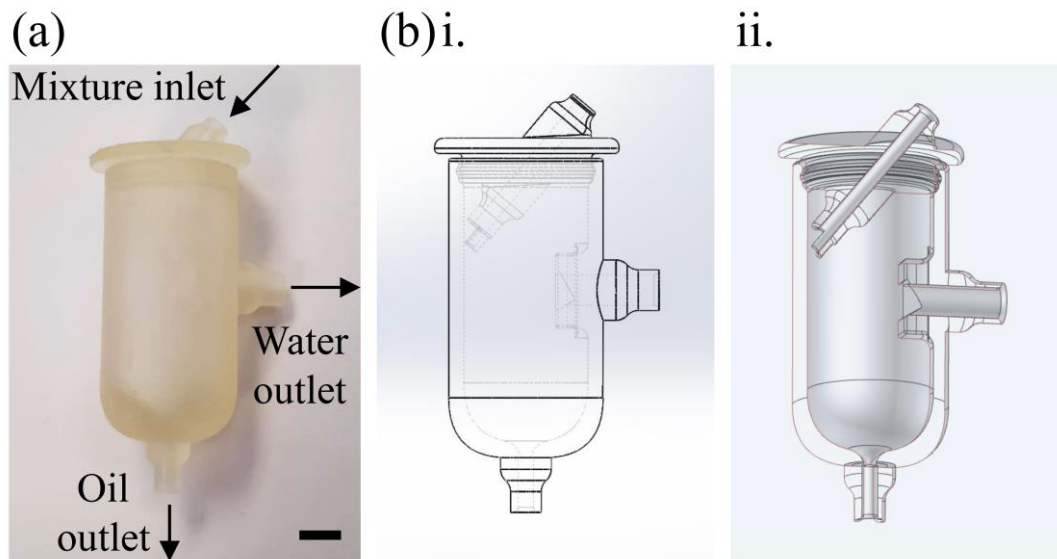 (a)
(b) i.
ii.
Mixture inlet
Water
outlet
Oil
outlet